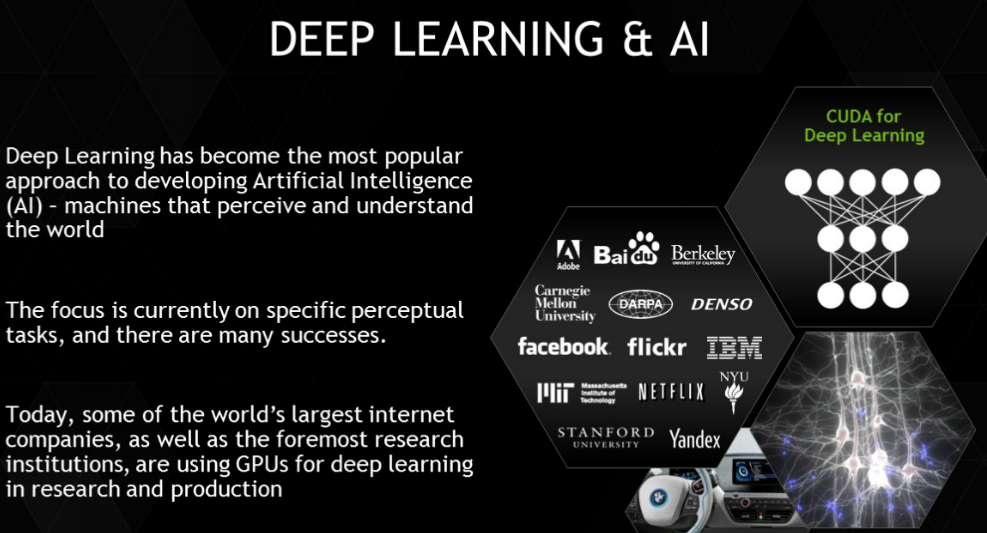 DEEP LEARNING & AI
Deep Learning has become the most popular
approach to developing Artificial Intelligence
(AI) – machines that perceive and understand
the world
The focus is currently on specific perceptual
tasks, and there are many successes.
Today, some of the world's largest internet
companies, as well as the foremost research
institutions, are using GPUs for deep learning
in research and production
CUDA for
Deep Learning
Adobe
Baidu
Berkeley
UNIVERSITY OF CALIFORNIA
Carnegie
Mellon
University
DARPA
DENSO
facebook
flickr
IBM
MIT
Massachusetts
Institute of
Technology
NETFLIX
NYU
STANFORD
UNIVERSITY
Yandex